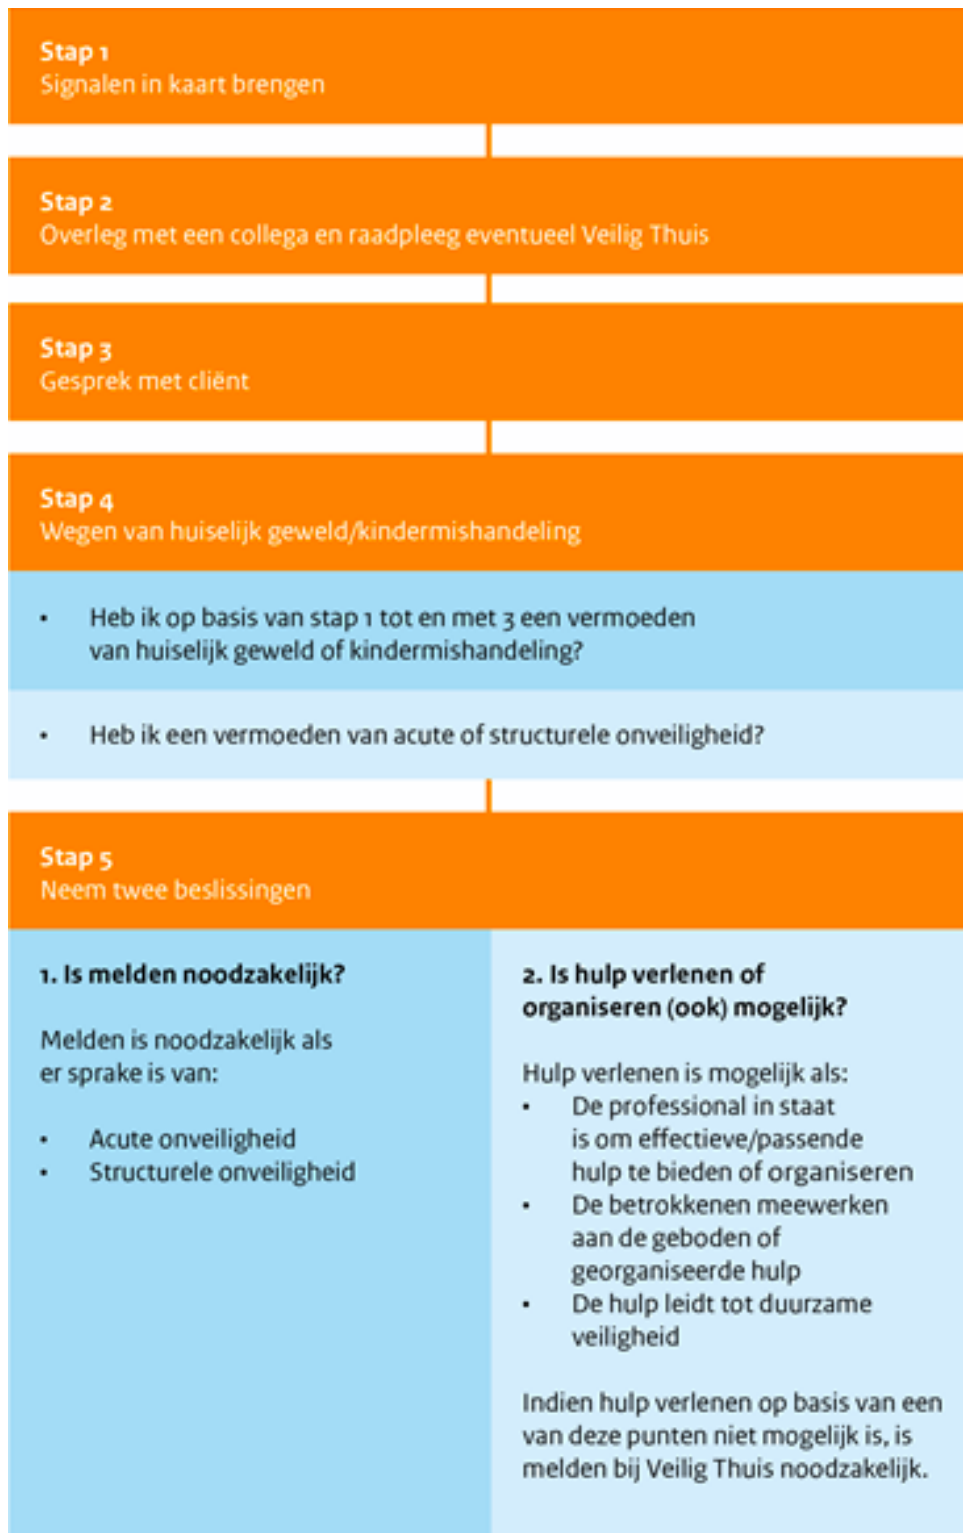 Stap 1
Signalen in kaart brengen
Stap 2
Overleg met een collega en raadpleeg eventueel Veilig Thuis
Stap 3
Gesprek met cliënt
Stap 4
Wegen van huiselijk geweld/kindermishandeling
• Heb ik op basis van stap 1 tot en met 3 een vermoeden
van huiselijk geweld of kindermishandeling?
• Heb ik een vermoeden van acute of structurele onveiligheid?
Stap 5
Neem twee beslissingen
1. Is melden noodzakelijk?
Melden is noodzakelijk als
er sprake is van:
• Acute onveiligheid
• Structurele onveiligheid
2. Is hulp verlenen of
organiseren (ook) mogelijk?
Hulp verlenen is mogelijk als:
• De professional in staat
is om effectieve/passende
hulp te bieden of organiseren
• De betrokkenen meewerken
aan de geboden of
georganiseerde hulp
• De hulp leidt tot duurzame
veiligheid
Indien hulp verlenen op basis van een
van deze punten niet mogelijk is, is
melden bij Veilig Thuis noodzakelijk.